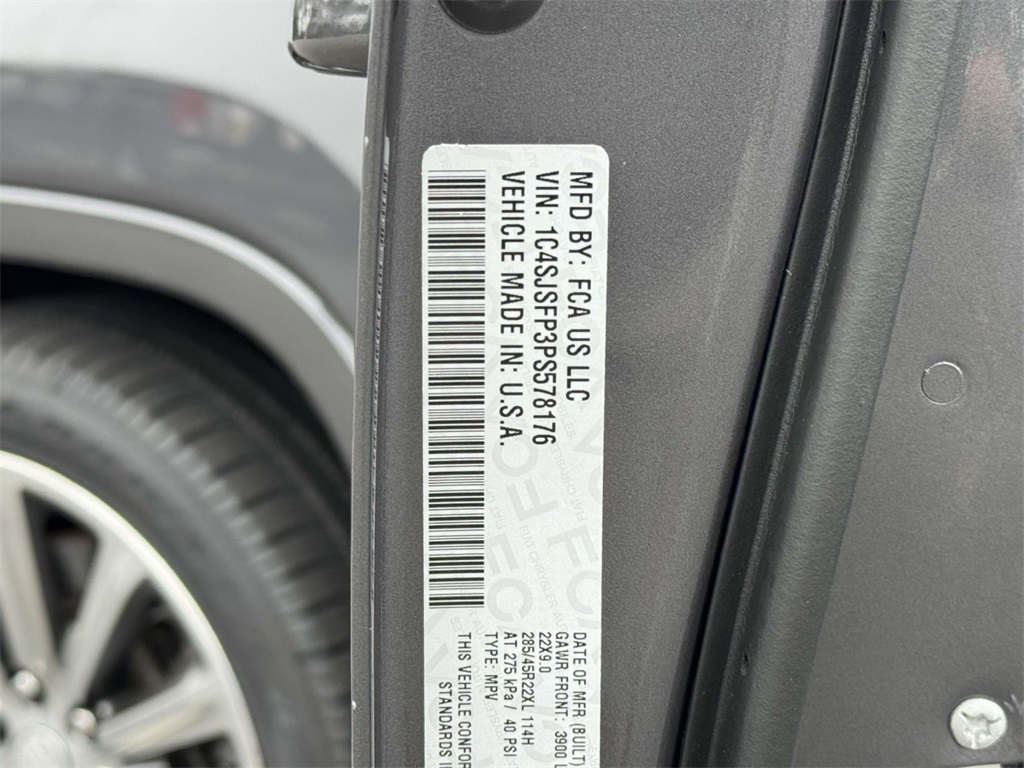 MFD BY: FCA US LLC
VIN: 1C4SJSFP3PS578176
VEHICLE MADE IN: U.S.A.
DATE OF MFR (BUILT)
GAWR FRONT: 3900 L
22X9.0
285/45R22XL 114H
AT 275 kPa / 40 PSI
TYPE: MPV
THIS VEHICLE CONFOR
STANDARDS I